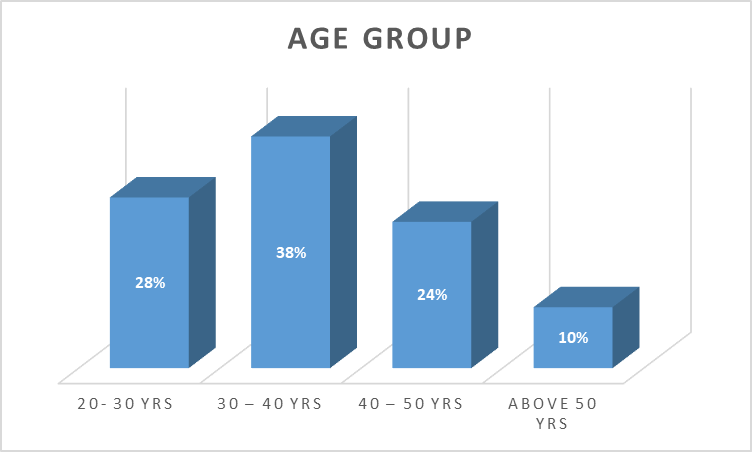 AGE GROUP
28%
38%
24%
10%
20- 30 YRS
30 – 40 YRS
40 – 50 YRS
ABOVE 50
YRS